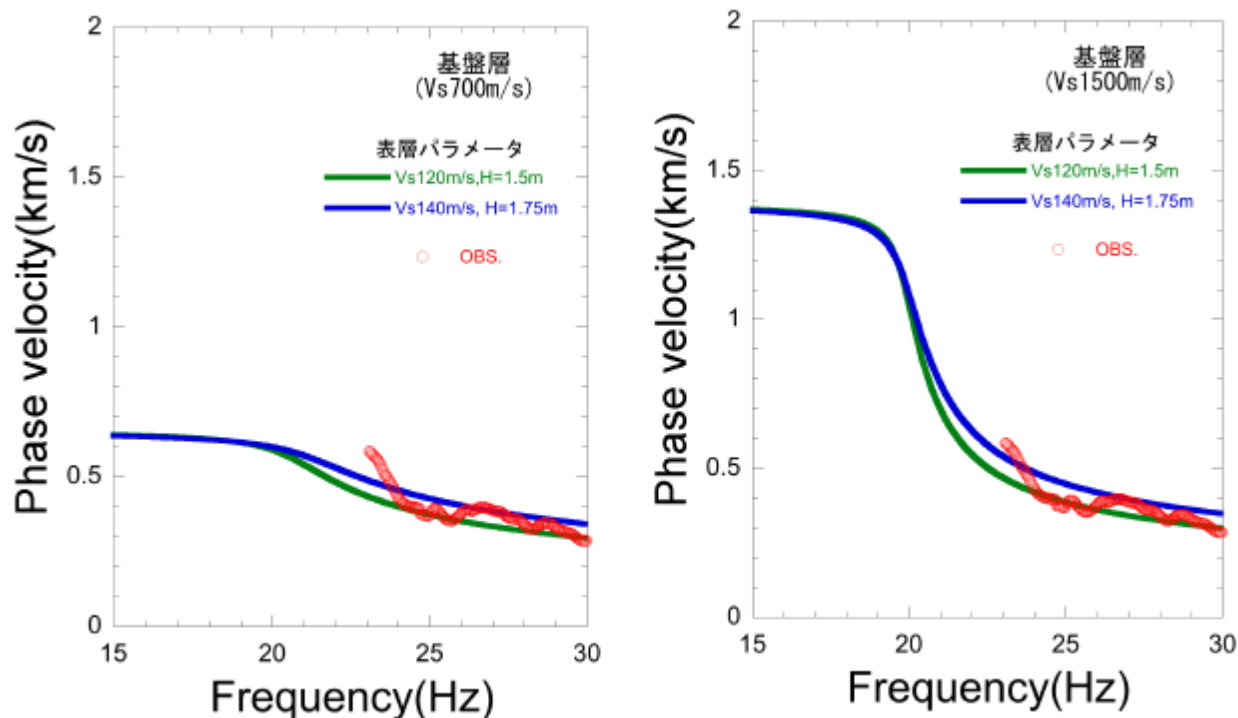 2
1.5
1
0.5
0
15
20
25
30
Phase velocity(km/s)
Frequency(Hz)
基盤層
(Vs700m/s)
表層パラメータ
Vs120m/s,H=1.5m
Vs140m/s, H=1.75m
OBS.
2
1.5
1
0.5
0
15
20
25
30
Phase velocity(km/s)
Frequency(Hz)
基盤層
(Vs1500m/s)
表層パラメータ
Vs120m/s,H=1.5m
Vs140m/s, H=1.75m
OBS.